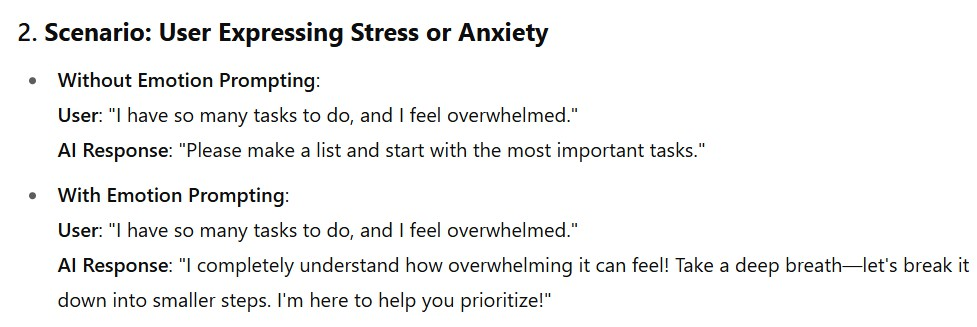 2. Scenario: User Expressing Stress or Anxiety
• Without Emotion Prompting:
User: "I have so many tasks to do, and I feel overwhelmed."
AI Response: "Please make a list and start with the most important tasks."
• With Emotion Prompting:
User: "I have so many tasks to do, and I feel overwhelmed."
AI Response: "I completely understand how overwhelming it can feel! Take a deep breath—let's break it
down into smaller steps. I'm here to help you prioritize!"